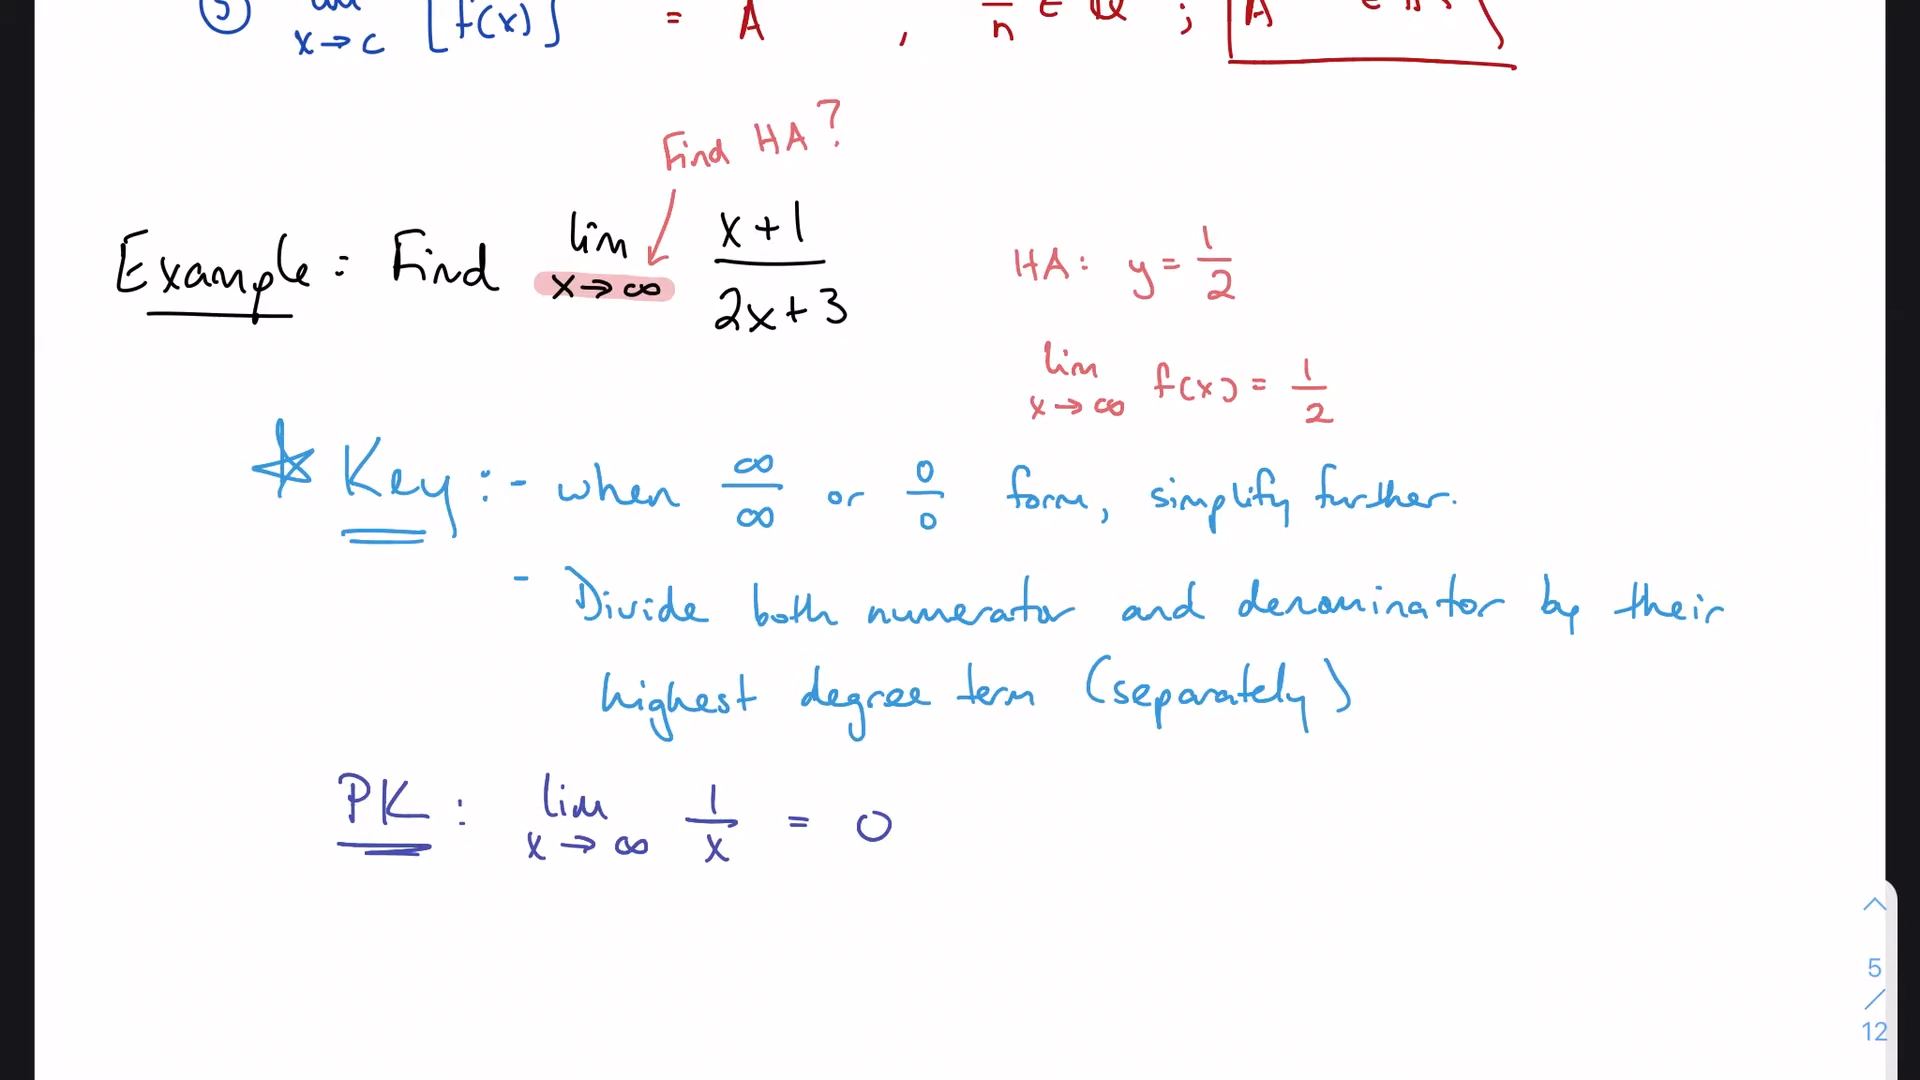 ③ lim x→c [f(x)] = A , n ∈ Q ; A ∈
Find HA?
Example: Find lim x→∞ (x+1)/(2x+3)
HA: y = 1/2
lim x→∞ f(x) = 1/2
☆ Key: - when ∞/∞ or 0/0 form, simplify further.
- Divide both numerator and denominator by their
highest degree term (separately)
PK: lim x→∞ 1/x = 0
5
/
12